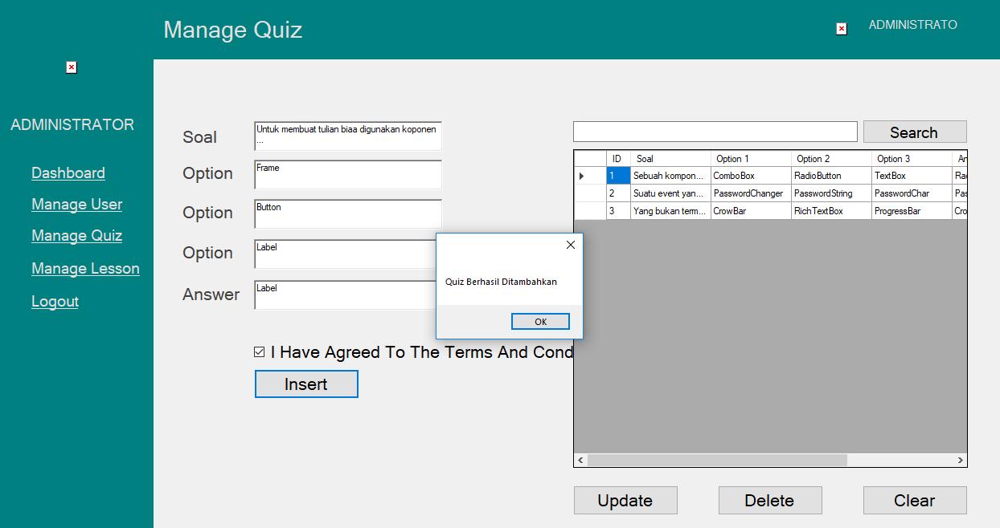 Manage Quiz
ADMINISTRATO
ADMINISTRATOR
Dashboard
Manage User
Manage Quiz
Manage Lesson
Logout
Soal
Untuk membuat tulian biaa digunakan koponen
...
Option
Frame
Option
Button
Option
Label
Answer
Label
I Have Agreed To The Terms And Cond
Insert
Search
ID Soal Option 1 Option 2 Option 3 An
1 Sebuah kompon... ComboBox RadioButton TextBox Rad
2 Suatu event yan... PasswordChanger PasswordString PasswordChar Pas
3 Yang bukan term... CrowBar RichTextBox ProgressBar Cro
Quiz Berhasil Ditambahkan
OK
Update
Delete
Clear